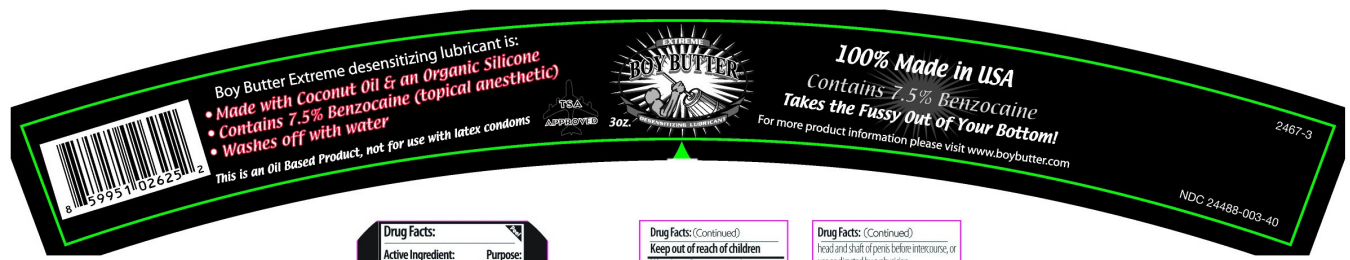 Boy Butter Extreme desensitizing lubricant is:
• Made with Coconut Oil & an Organic Silicone
• Contains 7.5% Benzocaine (topical anesthetic)
• Washes off with water
This is an Oil Based Product, not for use with latex condoms
8 59951 02625 2
TSA
APPROVED
3oz.
EXTREME
BOY BUTTER
DESENSITIZING LUBRICANT
100% Made in USA
Contains 7.5% Benzocaine
Takes the Fussy Out of Your Bottom!
For more product information please visit www.boybutter.com
2467-3
NDC 24488-003-40
Drug Facts:
Active Ingredient: Purpose:
Drug Facts: (Continued)
Keep out of reach of children
Drug Facts: (Continued)
head and shaft of penis before intercourse, or